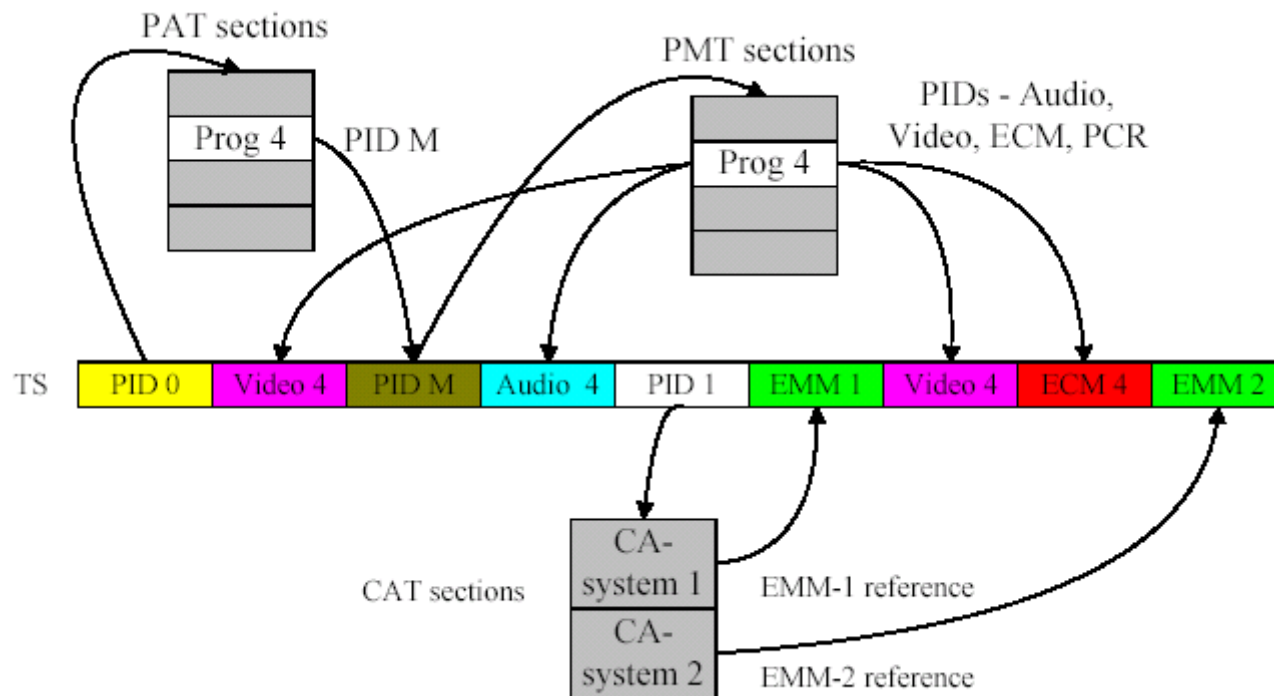 PAT sections
PMT sections
PIDs - Audio,
Video, ECM, PCR
Prog 4
PID M
Prog 4
TS
PID 0
Video 4
PID M
Audio 4
PID 1
EMM 1
Video 4
ECM 4
EMM 2
CAT sections
CA-
system 1
EMM-1 reference
CA-
system 2
EMM-2 reference